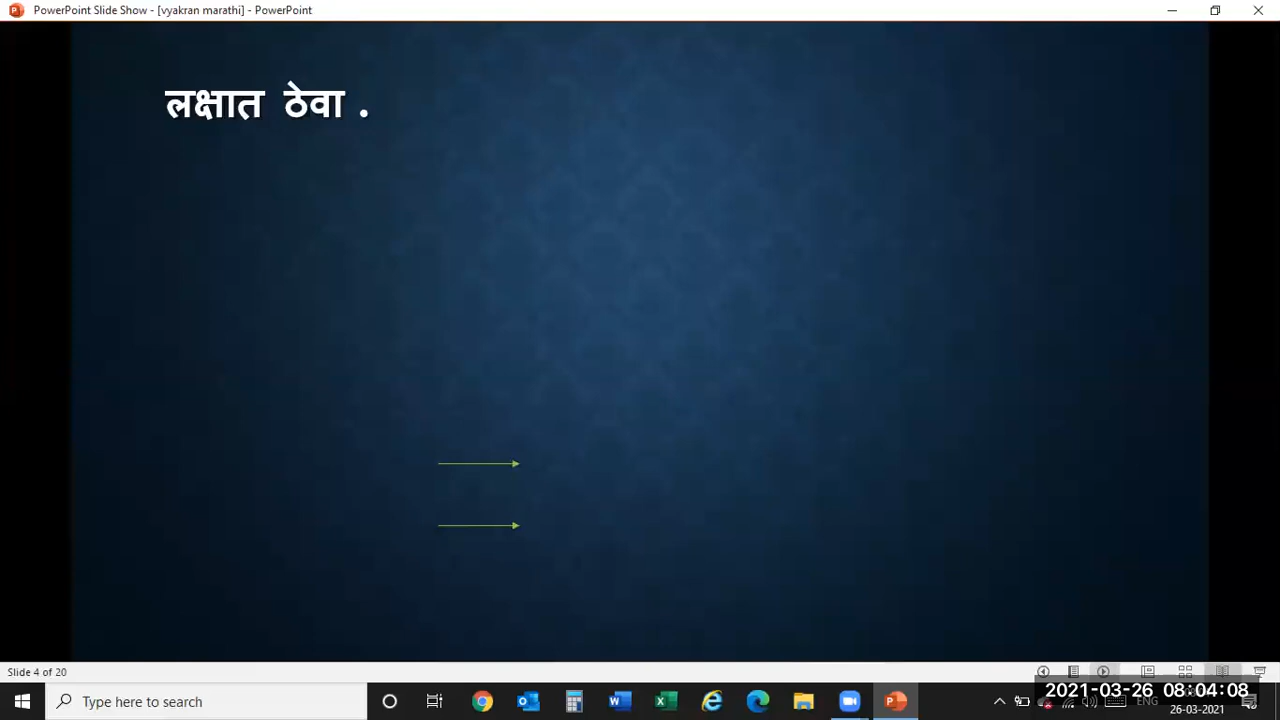 PowerPoint Slide Show - [vyakran marathi] - PowerPoint
लक्षात ठेवा .
Slide 4 of 20
Type here to search
ENG
2021-03-26 08:04:08
26-03-2021